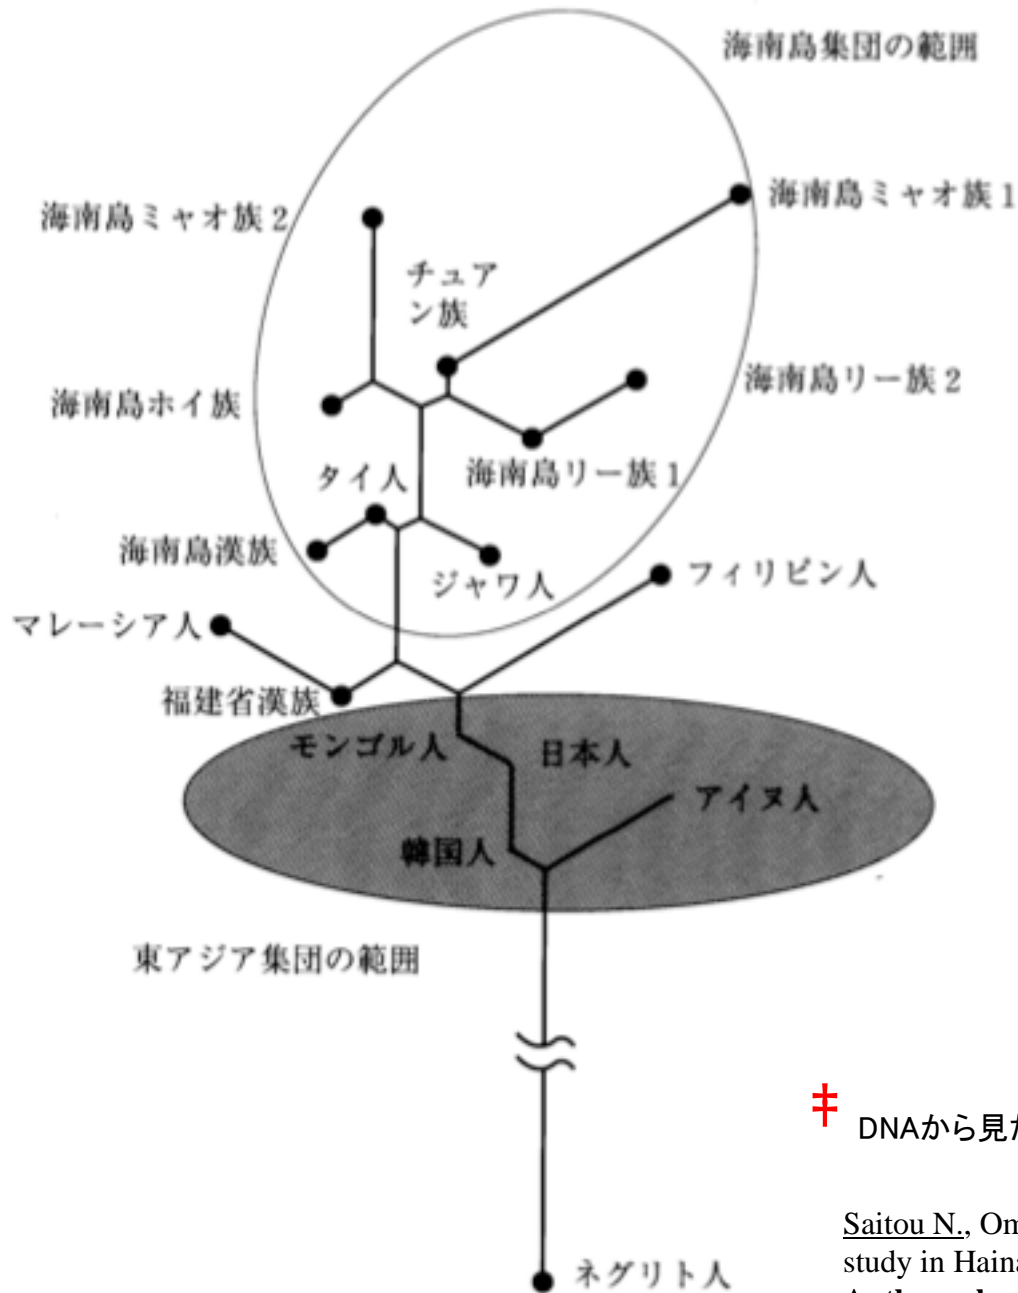 海南島集団の範囲
海南島ミャオ族1
海南島ミャオ族2
チュア
ン族
海南島リー族2
海南島ホイ族
海南島リー族1
タイ人
海南島漢族
ジャワ人
フィリピン人
マレーシア人
福建省漢族
モンゴル人
日本人
アイヌ人
韓国人
東アジア集団の範囲
‡
DNAから見
Saitou N.,
study in
ネグリト人